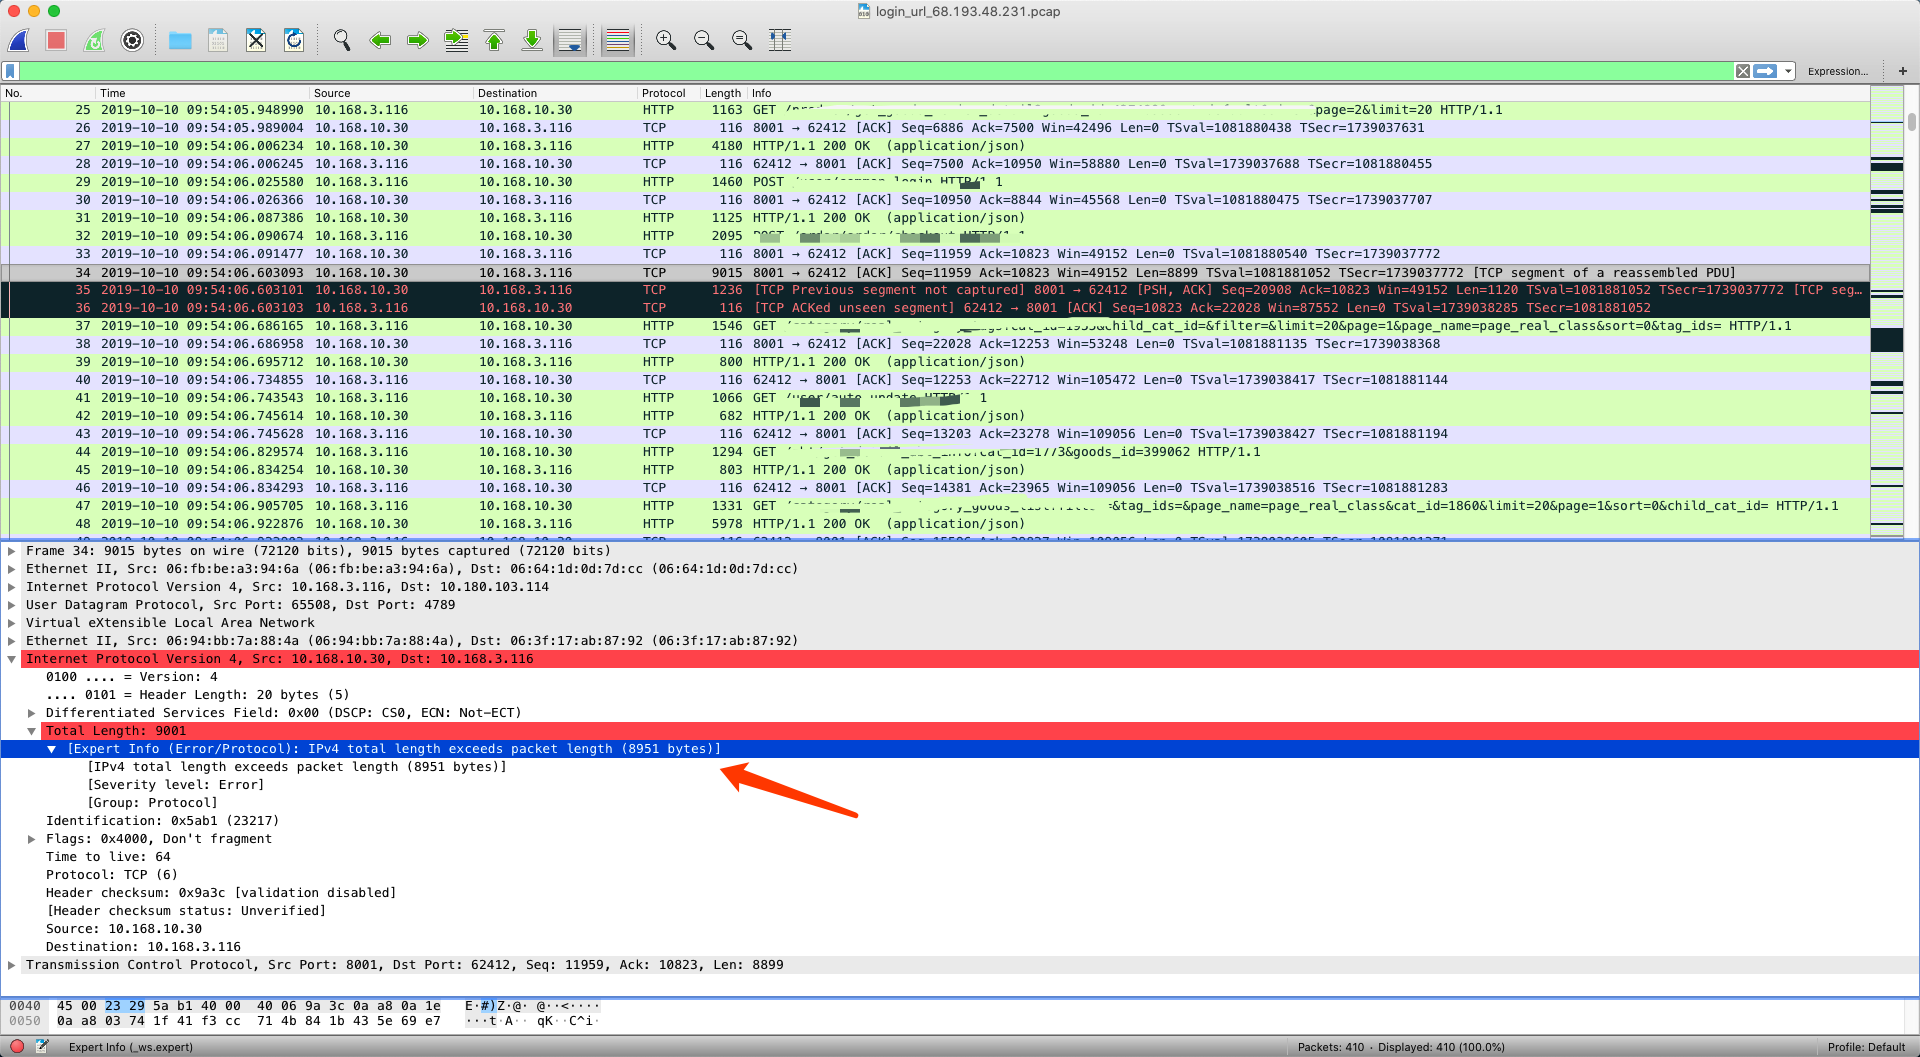 login_url_68.193.48.231.pcap
Expression... +
No. Time Source Destination Protocol Length Info
25 2019-10-10 09:54:05.948990 10.168.3.116 10.168.10.30 HTTP 1163 GET page=2&limit=20 HTTP/1.1
26 2019-10-10 09:54:05.989004 10.168.10.30 10.168.3.116 TCP 116 8001 → 62412 [ACK] Seq=6886 Ack=7500 Win=42496 Len=0 TSval=1081880438 TSecr=1739037631
27 2019-10-10 09:54:06.006234 10.168.10.30 10.168.3.116 HTTP 4180 HTTP/1.1 200 OK (application/json)
28 2019-10-10 09:54:06.006245 10.168.3.116 10.168.10.30 TCP 116 62412 → 8001 [ACK] Seq=7500 Ack=10950 Win=58880 Len=0 TSval=1739037688 TSecr=1081880455
29 2019-10-10 09:54:06.025580 10.168.3.116 10.168.10.30 HTTP 1460 POST
30 2019-10-10 09:54:06.026366 10.168.10.30 10.168.3.116 TCP 116 8001 → 62412 [ACK] Seq=10950 Ack=8844 Win=45568 Len=0 TSval=1081880475 TSecr=1739037707
31 2019-10-10 09:54:06.087386 10.168.10.30 10.168.3.116 HTTP 1125 HTTP/1.1 200 OK (application/json)
32 2019-10-10 09:54:06.090674 10.168.3.116 10.168.10.30 HTTP 2095
33 2019-10-10 09:54:06.091477 10.168.10.30 10.168.3.116 TCP 116 8001 → 62412 [ACK] Seq=11959 Ack=10823 Win=49152 Len=0 TSval=1081880540 TSecr=1739037772
34 2019-10-10 09:54:06.603093 10.168.10.30 10.168.3.116 TCP 9015 8001 → 62412 [ACK] Seq=11959 Ack=10823 Win=49152 Len=8899 TSval=1081881052 TSecr=1739037772 [TCP segment of a reassembled PDU]
35 2019-10-10 09:54:06.603101 10.168.10.30 10.168.3.116 TCP 1236 [TCP Previous segment not captured] 8001 → 62412 [PSH, ACK] Seq=20908 Ack=10823 Win=49152 Len=1120 TSval=1081881052 TSecr=1739037772 [TCP seg...
36 2019-10-10 09:54:06.603103 10.168.3.116 10.168.10.30 TCP 116 [TCP ACKed unseen segment] 62412 → 8001 [ACK] Seq=10823 Ack=22028 Win=87552 Len=0 TSval=1739038285 TSecr=1081881052
37 2019-10-10 09:54:06.686165 10.168.3.116 10.168.10.30 HTTP 1546 GET &child_cat_id=&filter=&limit=20&page=1&page_name=page_real_class&sort=0&tag_ids= HTTP/1.1
38 2019-10-10 09:54:06.686958 10.168.10.30 10.168.3.116 TCP 116 8001 → 62412 [ACK] Seq=22028 Ack=12253 Win=53248 Len=0 TSval=1081881135 TSecr=1739038368
39 2019-10-10 09:54:06.695712 10.168.10.30 10.168.3.116 HTTP 800 HTTP/1.1 200 OK (application/json)
40 2019-10-10 09:54:06.734855 10.168.3.116 10.168.10.30 TCP 116 62412 → 8001 [ACK] Seq=12253 Ack=22712 Win=105472 Len=0 TSval=1739038417 TSecr=1081881144
41 2019-10-10 09:54:06.743543 10.168.3.116 10.168.10.30 HTTP 1066 GET
42 2019-10-10 09:54:06.745614 10.168.10.30 10.168.3.116 HTTP 682 HTTP/1.1 200 OK (application/json)
43 2019-10-10 09:54:06.745628 10.168.3.116 10.168.10.30 TCP 116 62412 → 8001 [ACK] Seq=13203 Ack=23278 Win=109056 Len=0 TSval=1739038427 TSecr=1081881194
44 2019-10-10 09:54:06.829574 10.168.3.116 10.168.10.30 HTTP 1294 GET cat_id=1773&goods_id=399062 HTTP/1.1
45 2019-10-10 09:54:06.834254 10.168.10.30 10.168.3.116 HTTP 803 HTTP/1.1 200 OK (application/json)
46 2019-10-10 09:54:06.834293 10.168.3.116 10.168.10.30 TCP 116 62412 → 8001 [ACK] Seq=14381 Ack=23965 Win=109056 Len=0 TSval=1739038516 TSecr=1081881283
47 2019-10-10 09:54:06.905705 10.168.3.116 10.168.10.30 HTTP 1331 GET &tag_ids=&page_name=page_real_class&cat_id=1860&limit=20&page=1&sort=0&child_cat_id= HTTP/1.1
48 2019-10-10 09:54:06.922876 10.168.10.30 10.168.3.116 HTTP 5978 HTTP/1.1 200 OK (application/json)
Frame 34: 9015 bytes on wire (72120 bits), 9015 bytes captured (72120 bits)
Ethernet II, Src: 06:fb:be:a3:94:6a (06:fb:be:a3:94:6a), Dst: 06:64:1d:0d:7d:cc (06:64:1d:0d:7d:cc)
Internet Protocol Version 4, Src: 10.168.3.116, Dst: 10.180.103.114
User Datagram Protocol, Src Port: 65508, Dst Port: 4789
Virtual eXtensible Local Area Network
Ethernet II, Src: 06:94:bb:7a:88:4a (06:94:bb:7a:88:4a), Dst: 06:3f:17:ab:87:92 (06:3f:17:ab:87:92)
Internet Protocol Version 4, Src: 10.168.10.30, Dst: 10.168.3.116
0100 .... = Version: 4
.... 0101 = Header Length: 20 bytes (5)
Differentiated Services Field: 0x00 (DSCP: CS0, ECN: Not-ECT)
Total Length: 9001
[Expert Info (Error/Protocol): IPv4 total length exceeds packet length (8951 bytes)]
[IPv4 total length exceeds packet length (8951 bytes)]
[Severity level: Error]
[Group: Protocol]
Identification: 0x5ab1 (23217)
Flags: 0x4000, Don't fragment
Time to live: 64
Protocol: TCP (6)
Header checksum: 0x9a3c [validation disabled]
[Header checksum status: Unverified]
Source: 10.168.10.30
Destination: 10.168.3.116
Transmission Control Protocol, Src Port: 8001, Dst Port: 62412, Seq: 11959, Ack: 10823, Len: 8899
0040 45 00 23 29 5a b1 40 00 40 06 9a 3c 0a a8 0a 1e E·#)Z·@· @··<····
0050 0a a8 03 74 1f 41 f3 cc 71 4b 84 1b 43 5e 69 e7 ···t·A·· qK··C^i·
Expert Info (_ws.expert) Packets: 410 · Displayed: 410 (100.0%) Profile: Default